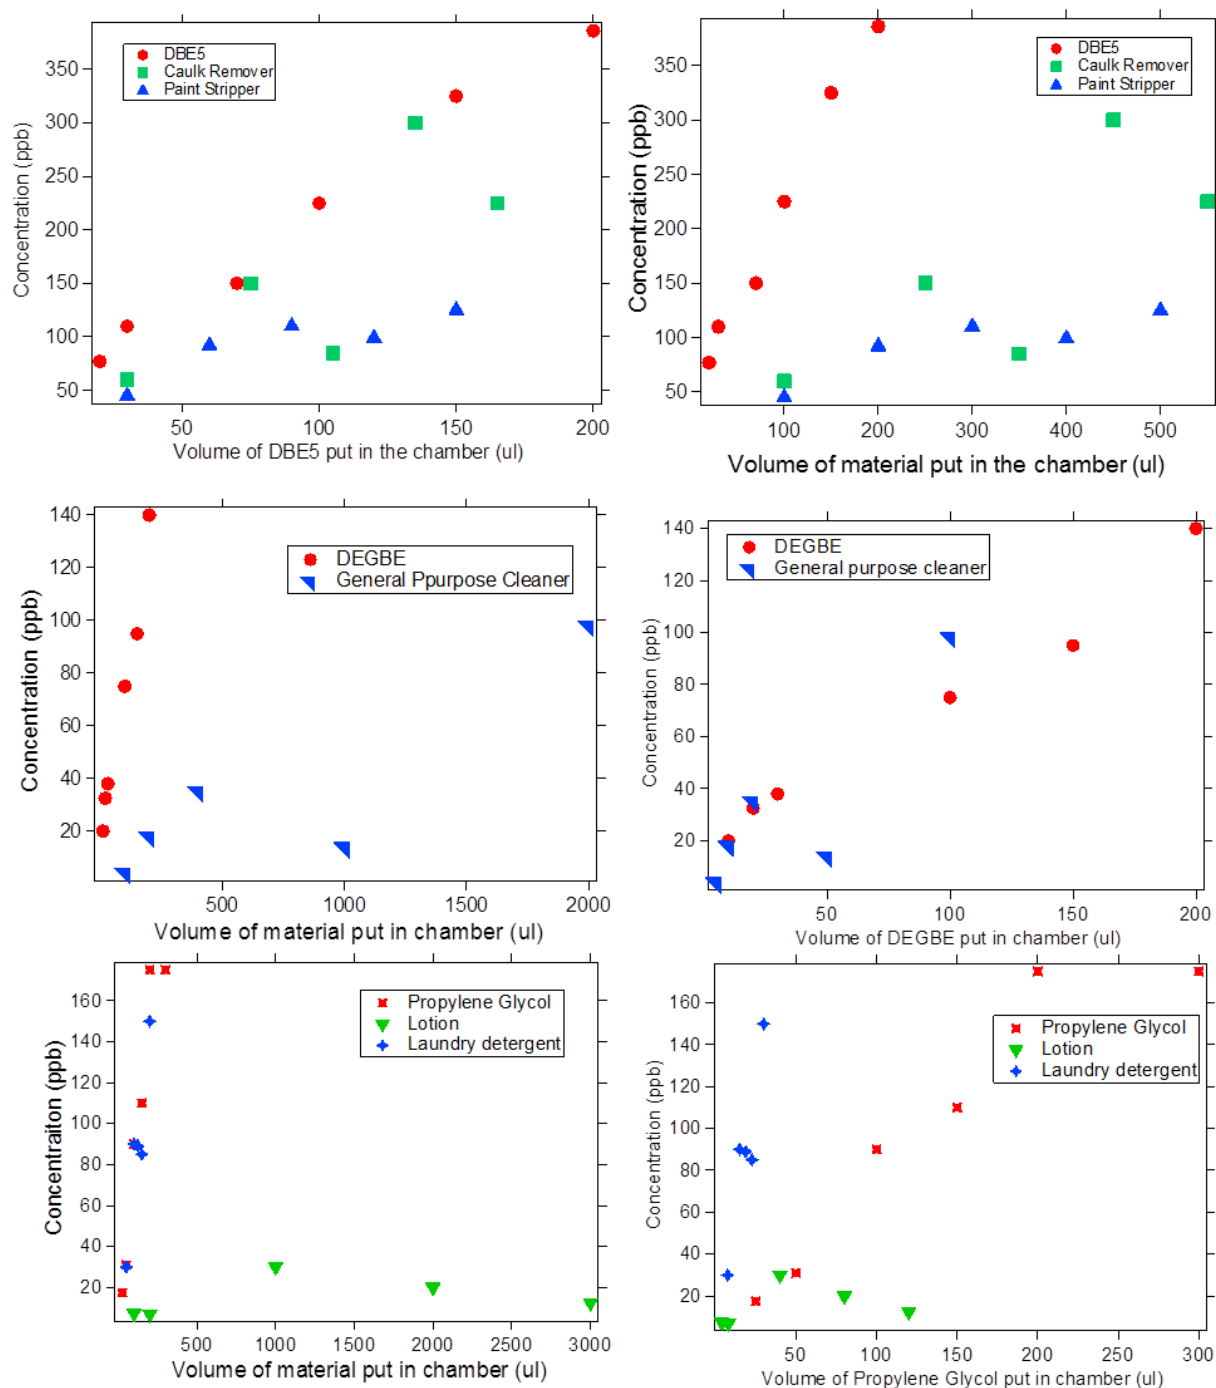 DBE5
Caulk Remover
Paint Stripper
350
300
250
200
150
100
50
Concentration (ppb)
50 100 150 200
Volume of DBE5 put in the chamber (ul)
DBE5
Caulk Remover
Paint Stripper
350
300
250
200
150
100
50
Concentration (ppb)
100 200 300 400 500
Volume of material put in the chamber (ul)
DEGBE
General Ppurpose Cleaner
140
120
100
80
60
40
20
Concentration (ppb)
500 1000 1500 2000
Volume of material put in chamber (ul)
DEGBE
General purpose cleaner
140
120
100
80
60
40
20
Concentration (ppb)
50 100 150 200
Volume of DEGBE put in chamber (ul)
Propylene Glycol
Lotion
Laundry detergent
160
140
120
100
80
60
40
20
Concentraiton (ppb)
500 1000 1500 2000 2500 3000
Volume of material put in chamber (ul)
Propylene Glycol
Lotion
Laundry detergent
160
140
120
100
80
60
40
20
Concentration (ppb)
50 100 150 200 250 300
Volume of Propylene Glycol put in chamber (ul)